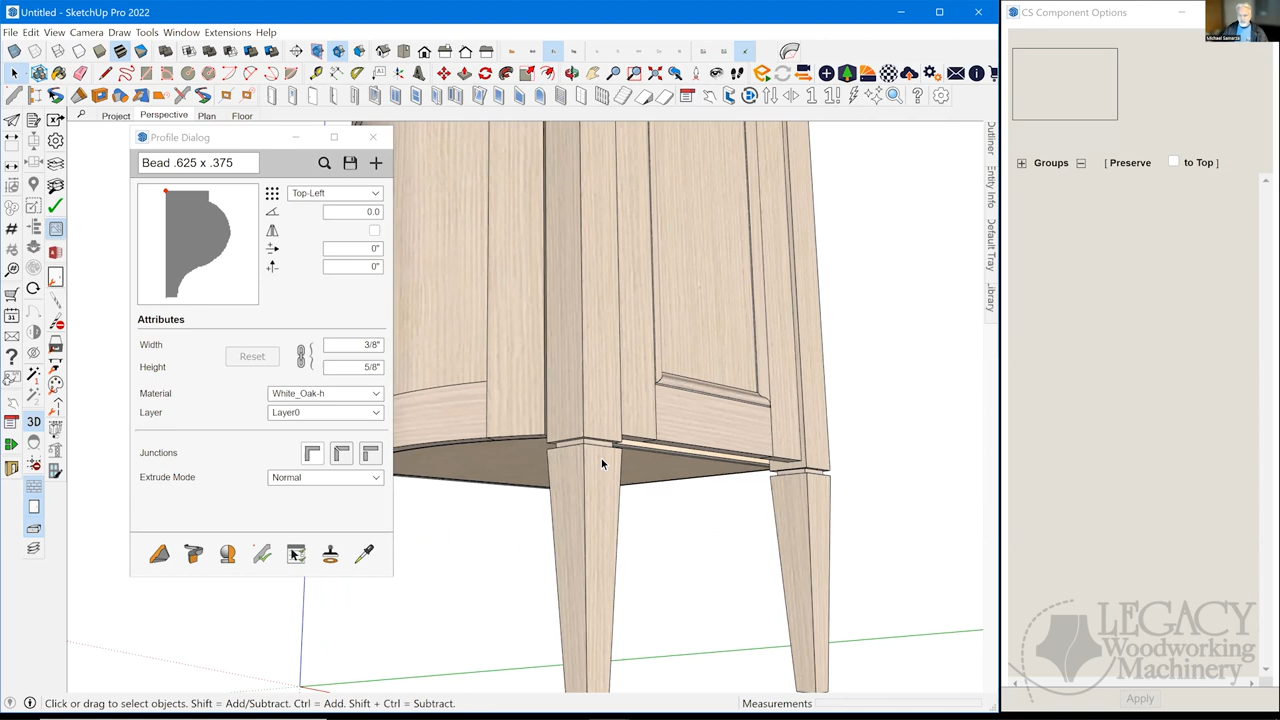 Untitled - SketchUp Pro 2022
CS Component Options
Michael Samarza
File Edit View Camera Draw Tools Window Extensions Help
Project Perspective Plan Floor
Profile Dialog
Bead .625 x .375
Top-Left
0.0
0"
0"
Attributes
Width 3/8"
Reset
Height 5/8"
Material White_Oak-h
Layer Layer0
Junctions
Extrude Mode Normal
3D
Outliner
Entity Info
Default Tray
Library
Groups [ Preserve to Top ]
LEGACY
Woodworking
Machinery
Apply
Click or drag to select objects. Shift = Add/Subtract. Ctrl = Add. Shift + Ctrl = Subtract.
Measurements